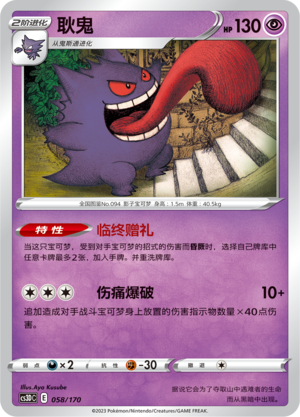 2阶进化 耿鬼 HP 130
从鬼斯通进化
全国图鉴No.094 影子宝可梦 身高：1.5m 体重：40.5kg
特性 临终赠礼
当这只宝可梦，受到对手宝可梦的招式的伤害而昏厥时，选择自己牌库中
任意卡牌最多2张，加入手牌。并重洗牌库。
伤痛爆破 10+
追加造成对手战斗宝可梦身上放置的伤害指示物数量×40点伤
害。
弱点 ×2 抵抗力 -30 撤退
Illus.Aya Kusube
CS3DC E 058/170
据说它会为了夺取山中遇难者的生命
而从黑暗中出现。
©2023 Pokémon/Nintendo/Creatures/GAME FREAK.